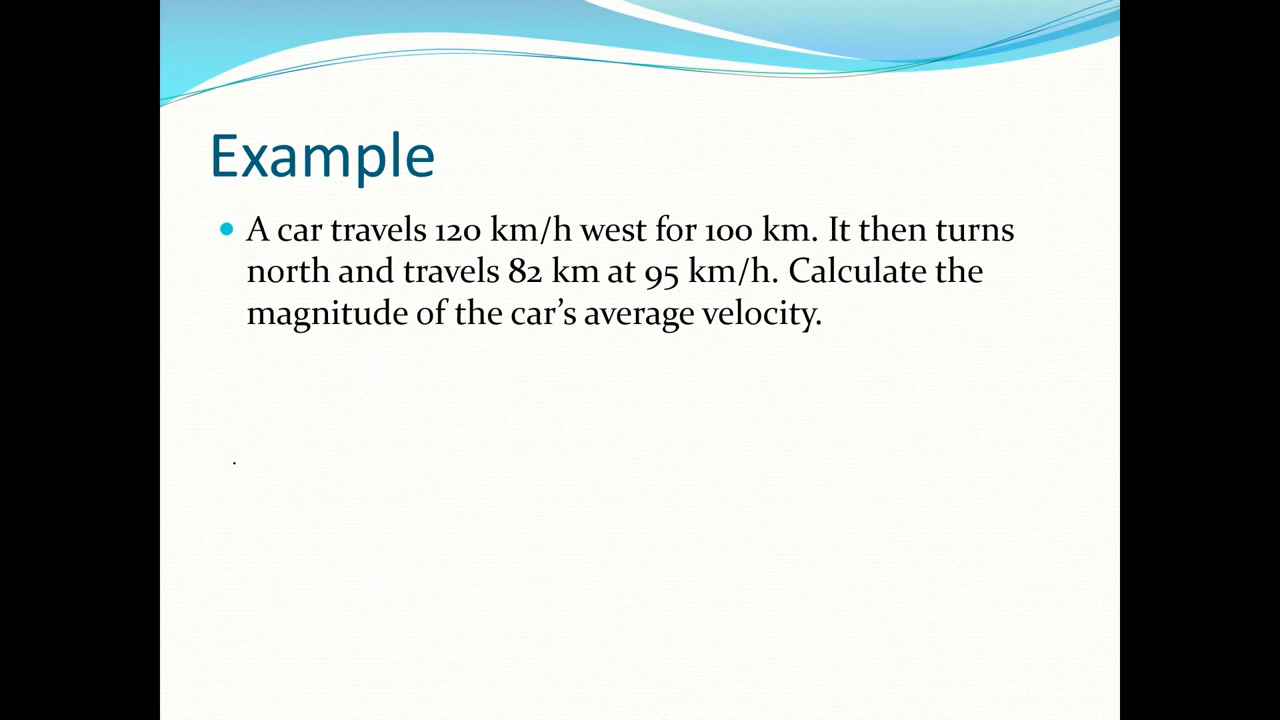 Example
• A car travels 120 km/h west for 100 km. It then turns
north and travels 82 km at 95 km/h. Calculate the
magnitude of the car’s average velocity.